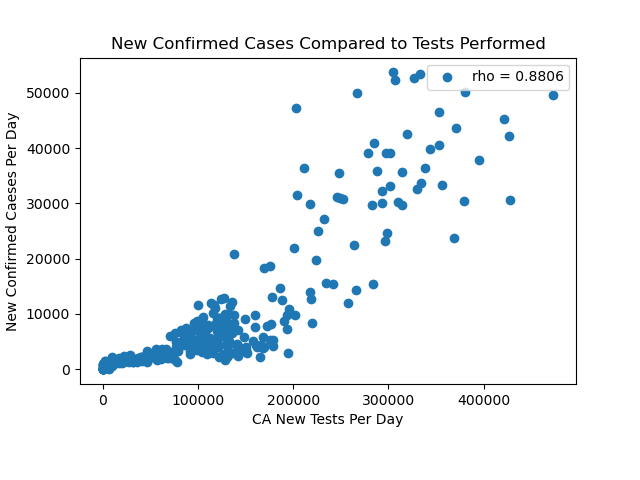 New Confirmed Cases Compared to Tests Performed
rho = 0.8806
50000
40000
30000
20000
10000
0
New Confirmed Caeses Per Day
0 100000 200000 300000 400000
CA New Tests Per Day